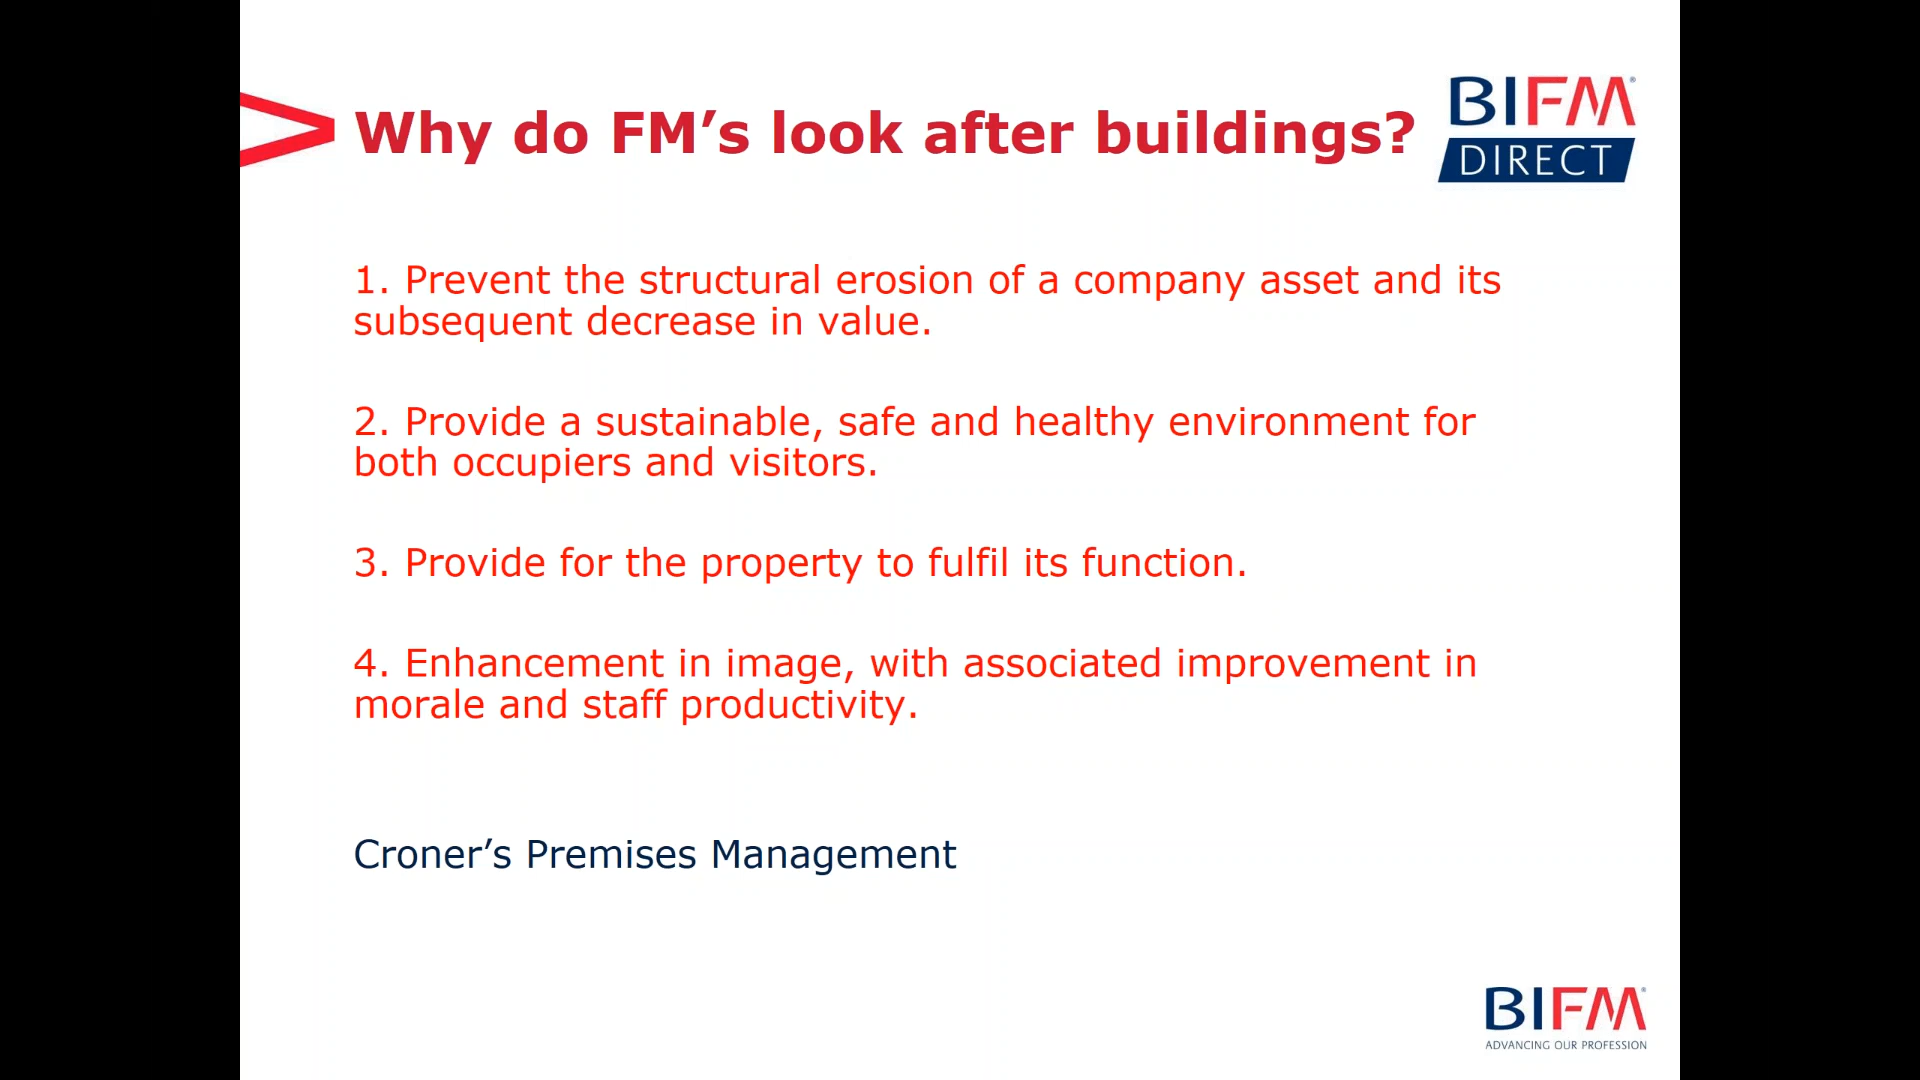 Why do FM’s look after buildings?
BIFM®
DIRECT
1. Prevent the structural erosion of a company asset and its
subsequent decrease in value.
2. Provide a sustainable, safe and healthy environment for
both occupiers and visitors.
3. Provide for the property to fulfil its function.
4. Enhancement in image, with associated improvement in
morale and staff productivity.
Croner’s Premises Management
BIFM®
ADVANCING OUR PROFESSION